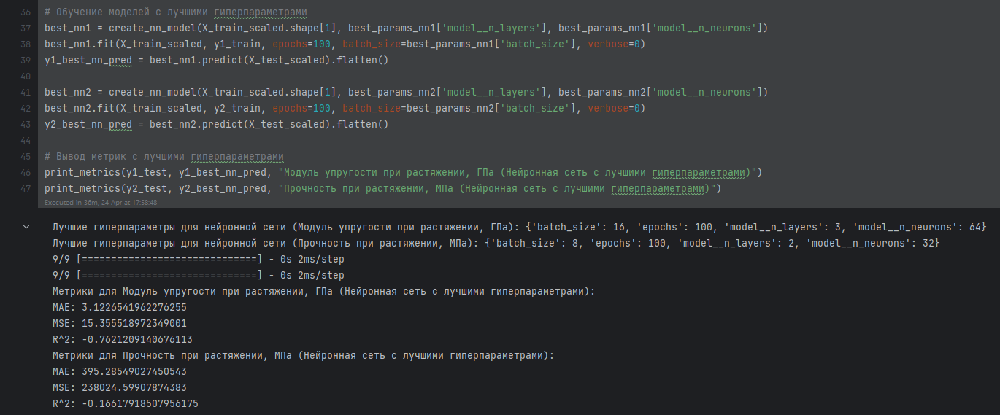 36 # Обучение моделей с лучшими гиперпараметрами
37 best_nn1 = create_nn_model(X_train_scaled.shape[1], best_params_nn1['model__n_layers'], best_params_nn1['model__n_neurons'])
38 best_nn1.fit(X_train_scaled, y1_train, epochs=100, batch_size=best_params_nn1['batch_size'], verbose=0)
39 y1_best_nn_pred = best_nn1.predict(X_test_scaled).flatten()
40
41 best_nn2 = create_nn_model(X_train_scaled.shape[1], best_params_nn2['model__n_layers'], best_params_nn2['model__n_neurons'])
42 best_nn2.fit(X_train_scaled, y2_train, epochs=100, batch_size=best_params_nn2['batch_size'], verbose=0)
43 y2_best_nn_pred = best_nn2.predict(X_test_scaled).flatten()
44
45 # Вывод метрик с лучшими гиперпараметрами
46 print_metrics(y1_test, y1_best_nn_pred, "Модуль упругости при растяжении, ГПа (Нейронная сеть с лучшими гиперпараметрами)")
47 print_metrics(y2_test, y2_best_nn_pred, "Прочность при растяжении, МПа (Нейронная сеть с лучшими гиперпараметрами)")
Executed in 36m, 24 Apr at 17:58:48
Лучшие гиперпараметры для нейронной сети (Модуль упругости при растяжении, ГПа): {'batch_size': 16, 'epochs': 100, 'model__n_layers': 3, 'model__n_neurons': 64}
Лучшие гиперпараметры для нейронной сети (Прочность при растяжении, МПа): {'batch_size': 8, 'epochs': 100, 'model__n_layers': 2, 'model__n_neurons': 32}
9/9 [==============================] - 0s 2ms/step
9/9 [==============================] - 0s 2ms/step
Метрики для Модуль упругости при растяжении, ГПа (Нейронная сеть с лучшими гиперпараметрами):
MAE: 3.1226541962276255
MSE: 15.355518972349001
R^2: -0.7621209140676113
Метрики для Прочность при растяжении, МПа (Нейронная сеть с лучшими гиперпараметрами):
MAE: 395.28549027450543
MSE: 238024.59907874383
R^2: -0.16617918507956175